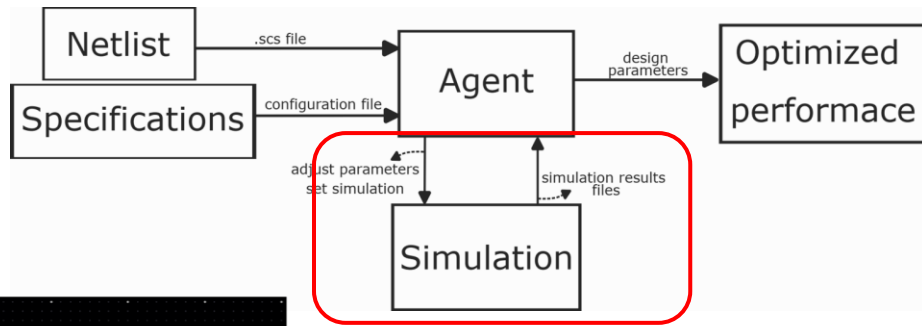 Netlist
.scs file
Specifications
configuration file
Agent
design
parameters
Optimized
performace
adjust parameters
set simulation
simulation results
files
Simulation